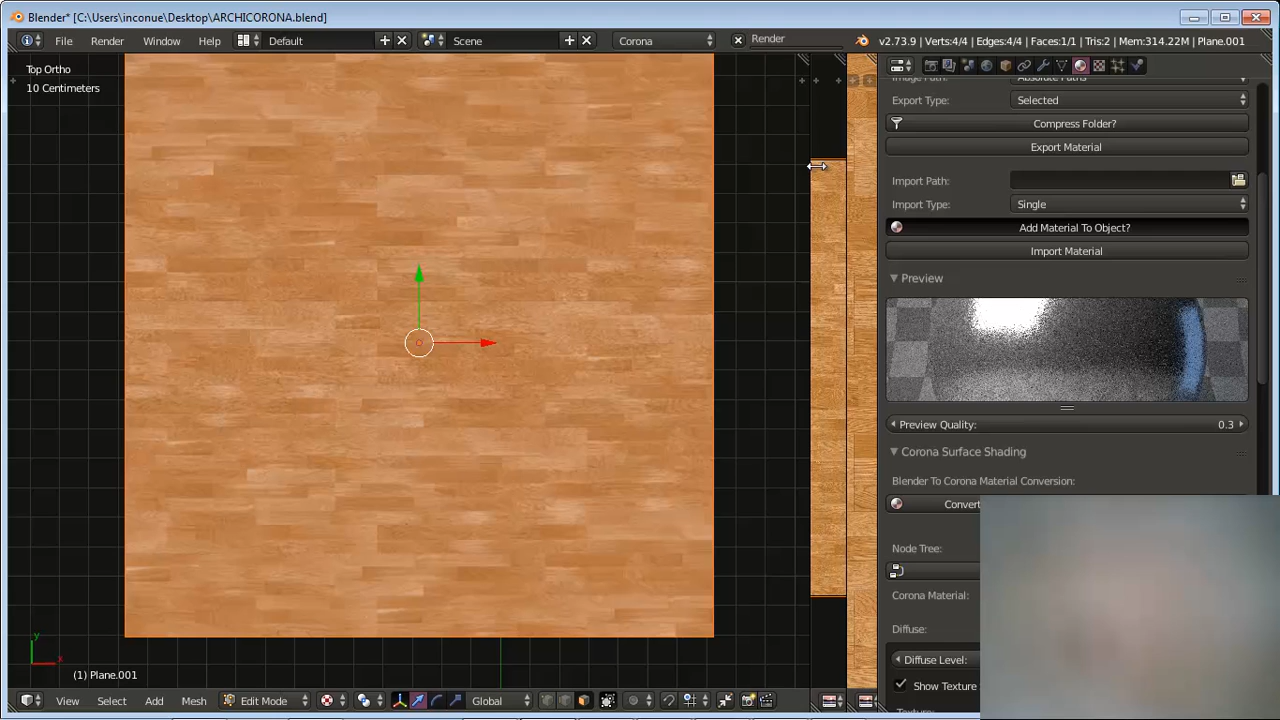 Blender* [C:\Users\inconue\Desktop\ARCHICORONA.blend]
File Render Window Help Default Scene Corona Render v2.73.9 | Verts:4/4 | Edges:4/4 | Faces:1/1 | Tris:2 | Mem:314.22M | Plane.001
Top Ortho
10 Centimeters
Export Type: Selected
Compress Folder?
Export Material
Import Path:
Import Type: Single
Add Material To Object?
Import Material
Preview
Preview Quality: 0.3
Corona Surface Shading
Blender To Corona Material Conversion:
Node Tree:
Corona Material:
Diffuse:
Diffuse Level:
Show Texture
y
x
(1) Plane.001
View Select Add Mesh Edit Mode Global